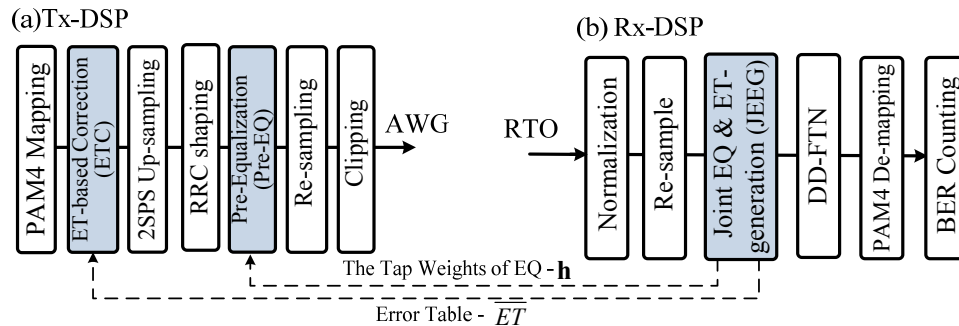 (a)Tx-DSP
PAM4 Mapping
ET-based Correction
(ETC)
2SPS Up-sampling
RRC shaping
Pre-Equalization
(Pre-EQ)
Re-sampling
Clipping
AWG
(b) Rx-DSP
RTO
Normalization
Re-sample
Joint EQ & ET-
generation (JEEG)
DD-FTN
PAM4 De-mapping
BER Counting
The Tap Weights of EQ - h
Error Table - ET